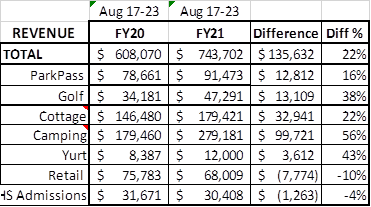 Aug 17-23 Aug 17-23
REVENUE FY20 FY21 Difference Diff %
TOTAL $ 608,070 $ 743,702 $ 135,632 22%
ParkPass $ 78,661 $ 91,473 $ 12,812 16%
Golf $ 34,181 $ 47,291 $ 13,109 38%
Cottage $ 146,480 $ 179,421 $ 32,941 22%
Camping $ 179,460 $ 279,181 $ 99,721 56%
Yurt $ 8,387 $ 12,000 $ 3,612 43%
Retail $ 75,783 $ 68,009 $ (7,774) -10%
HS Admissions $ 31,671 $ 30,408 $ (1,263) -4%